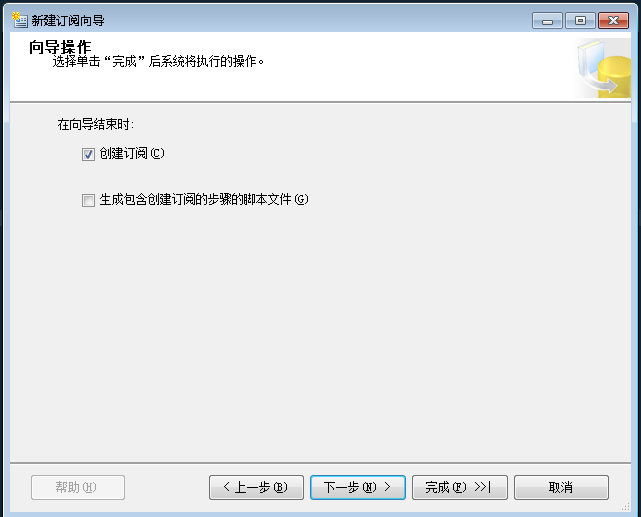 新建订阅向导
向导操作
选择单击“完成”后系统将执行的操作。
在向导结束时:
创建订阅(C)
生成包含创建订阅的步骤的脚本文件(G)
帮助(H)
< 上一步(B)
下一步(N) >
完成(F) >>|
取消